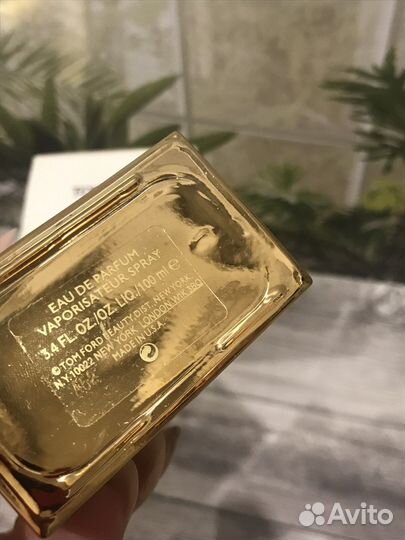 EAU DE PARFUM
VAPORISATEUR SPRAY
3.4 FL.OZ/OZ.LIQ./100 ml ℮
©TOM FORD BEAUTY·DIST. NEW YORK
N.Y. 10022 NEW YORK·LONDON W1K 3BQ
MADE IN U.S.A.
Avito